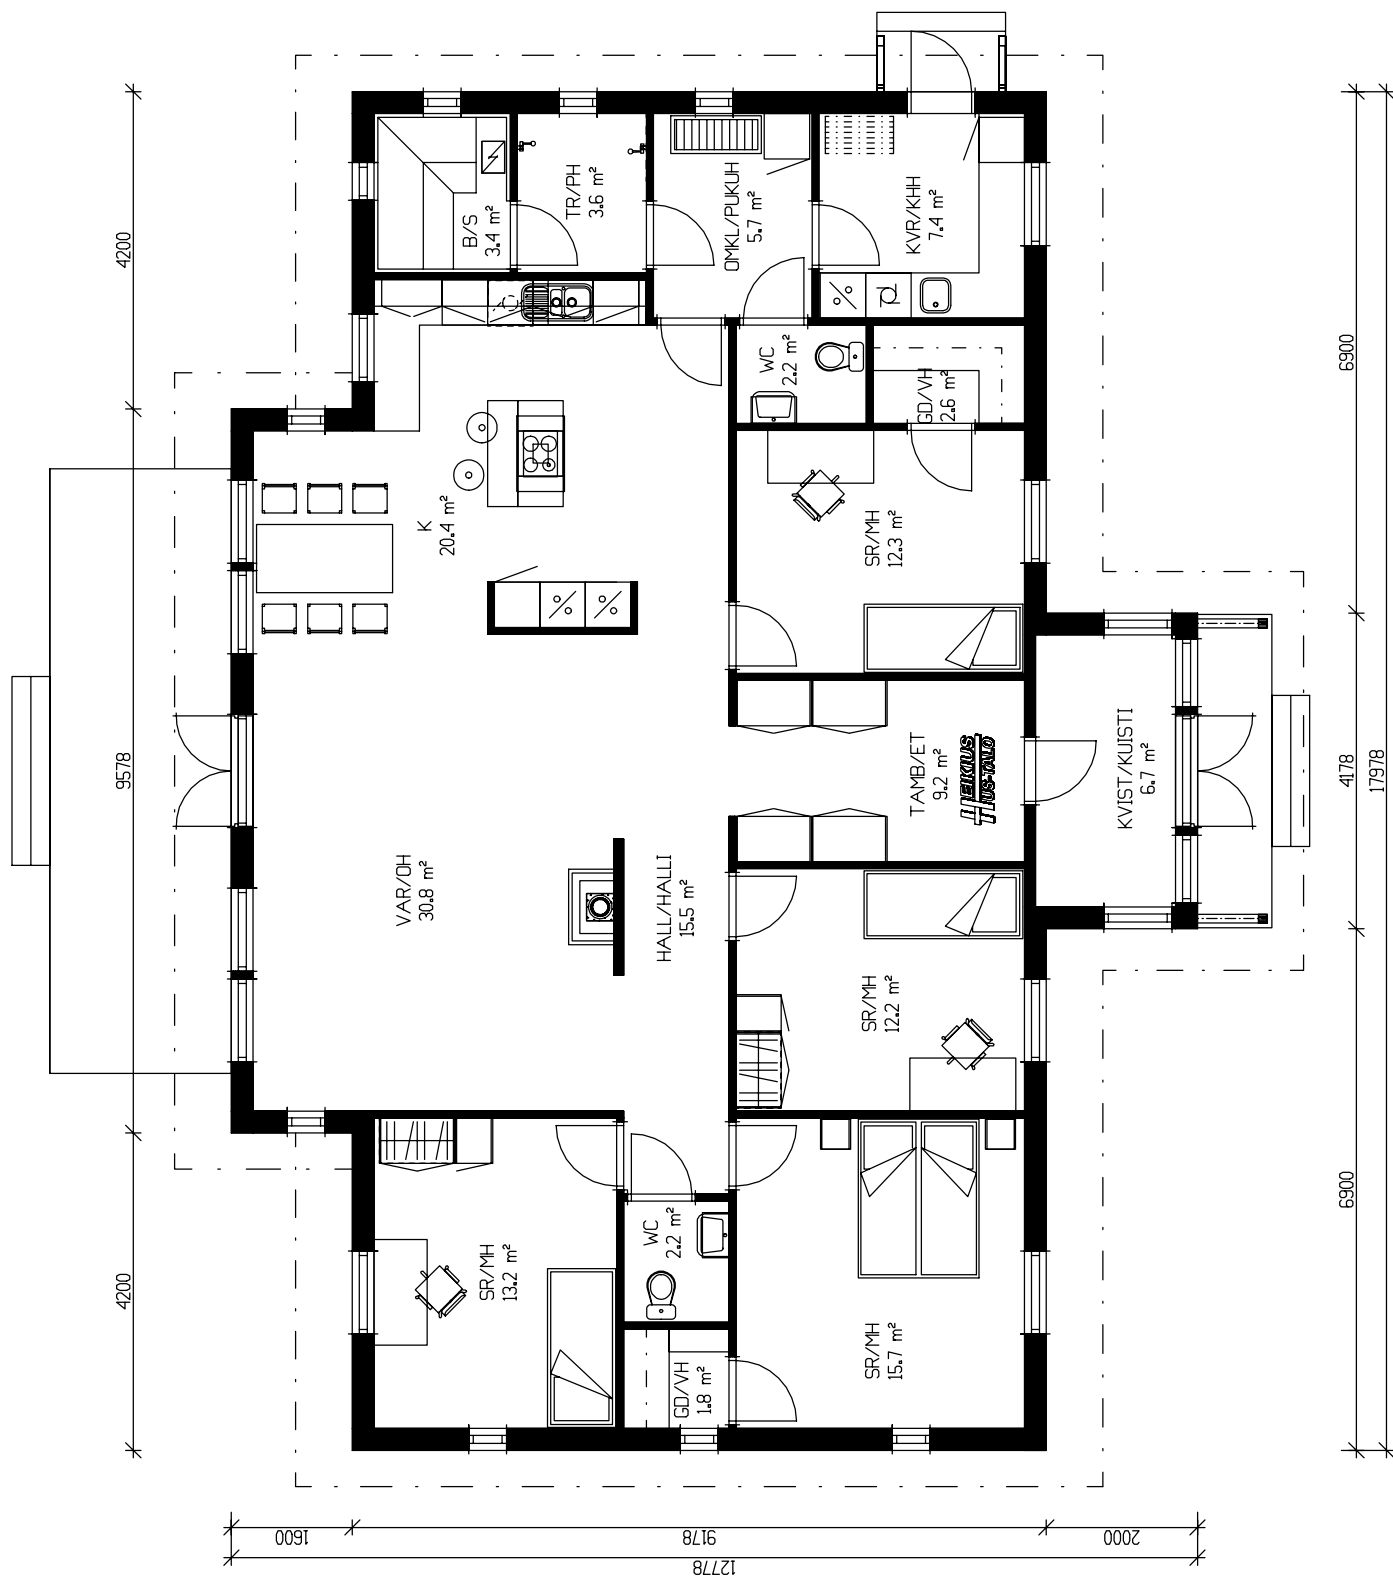 B/S
3.4 m²
TR/PH
3.6 m²
OMKL/PUKUH
5.7 m²
KVR/KHH
7.4 m²
WC
2.2 m²
GD/VH
2.6 m²
K
20.4 m²
SR/MH
12.3 m²
TAMB/ET
9.2 m²
HEIKIUS
HUS-TALO
KVIST/KUISTI
6.7 m²
VAR/OH
30.8 m²
HALL/HALLI
15.5 m²
SR/MH
12.2 m²
SR/MH
13.2 m²
WC
2.2 m²
GD/VH
1.8 m²
SR/MH
15.7 m²
4200
9578
4200
6900
4178
6900
17978
1600
9178
2000
12778